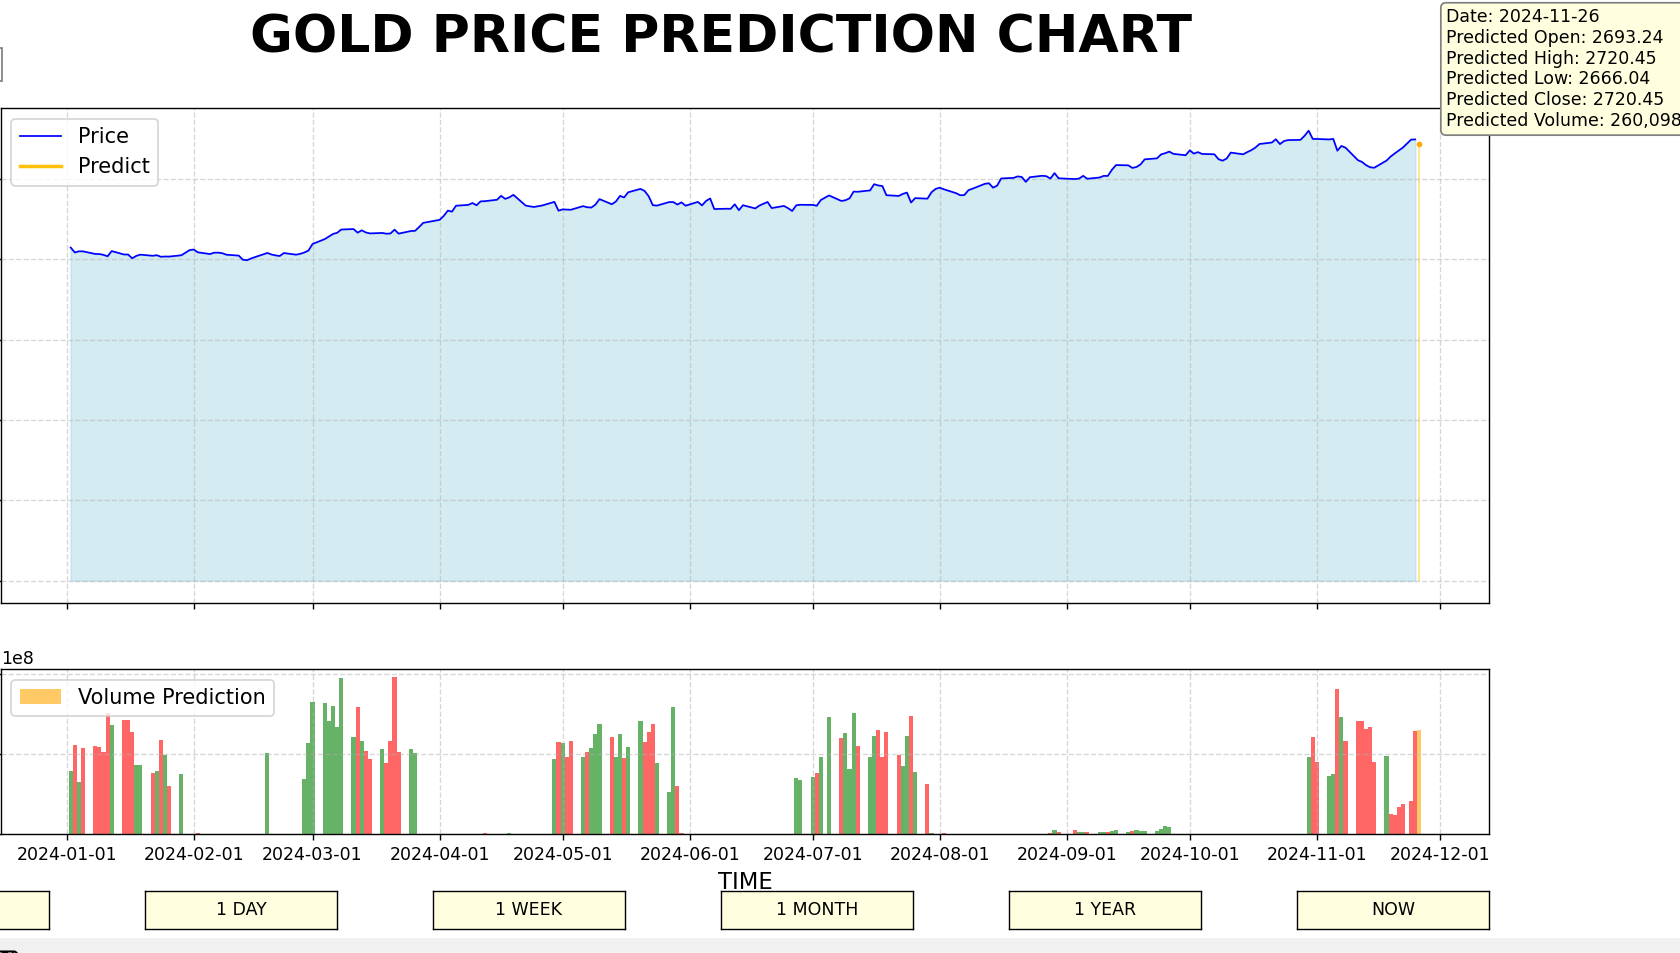 GOLD PRICE PREDICTION CHART
Date: 2024-11-26
Predicted Open: 2693.24
Predicted High: 2720.45
Predicted Low: 2666.04
Predicted Close: 2720.45
Predicted Volume: 260,098
Price
Predict
1e8
Volume Prediction
2024-01-01 2024-02-01 2024-03-01 2024-04-01 2024-05-01 2024-06-01 2024-07-01 2024-08-01 2024-09-01 2024-10-01 2024-11-01 2024-12-01
TIME
1 DAY 1 WEEK 1 MONTH 1 YEAR NOW